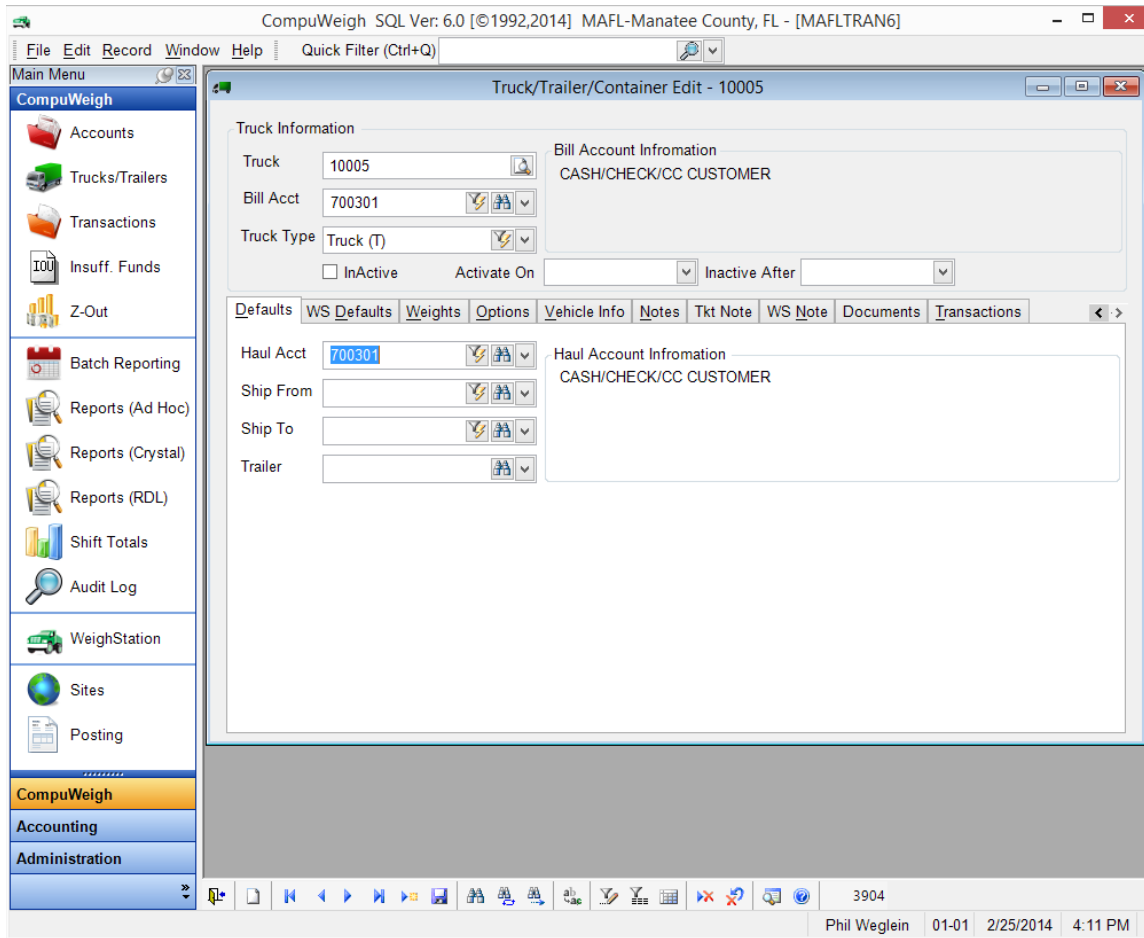 CompuWeigh SQL Ver: 6.0 [©1992,2014] MAFL-Manatee County, FL - [MAFLTRAN6]
File Edit Record Window Help Quick Filter (Ctrl+Q)
Main Menu
CompuWeigh
Accounts
Trucks/Trailers
Transactions
IOU
Insuff. Funds
Z-Out
Batch Reporting
Reports (Ad Hoc)
Reports (Crystal)
Reports (RDL)
Shift Totals
Audit Log
WeighStation
Sites
Posting
CompuWeigh
Accounting
Administration
Truck/Trailer/Container Edit - 10005
Truck Information
Truck 10005
Bill Acct 700301
Truck Type Truck (T)
Bill Account Infromation
CASH/CHECK/CC CUSTOMER
InActive Activate On Inactive After
Defaults WS Defaults Weights Options Vehicle Info Notes Tkt Note WS Note Documents Transactions
Haul Acct 700301
Ship From
Ship To
Trailer
Haul Account Infromation
CASH/CHECK/CC CUSTOMER
3904
Phil Weglein 01-01 2/25/2014 4:11 PM